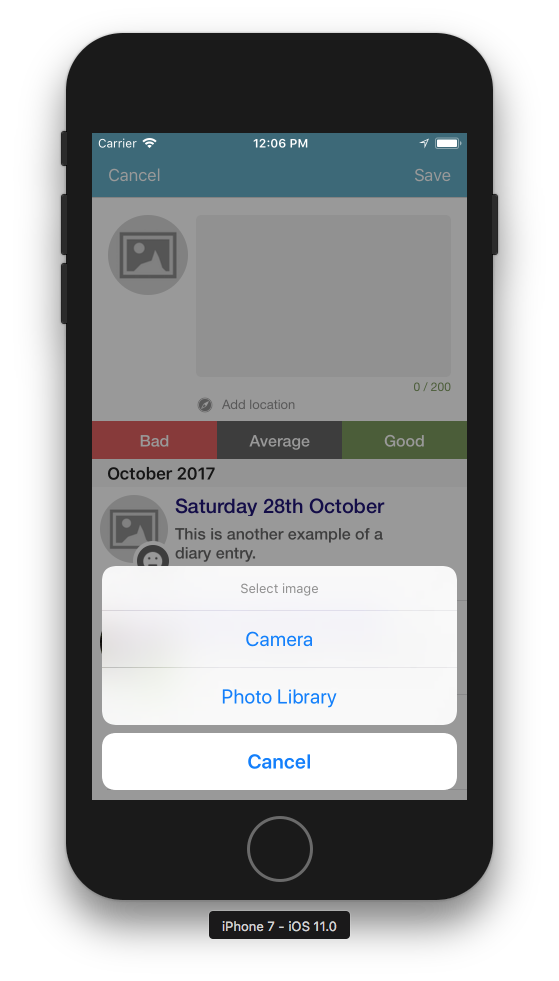 Carrier 12:06 PM
Cancel Save
0 / 200
Add location
Bad Average Good
October 2017
Saturday 28th October
This is another example of a
diary entry.
Select image
Camera
Photo Library
Cancel
iPhone 7 - iOS 11.0